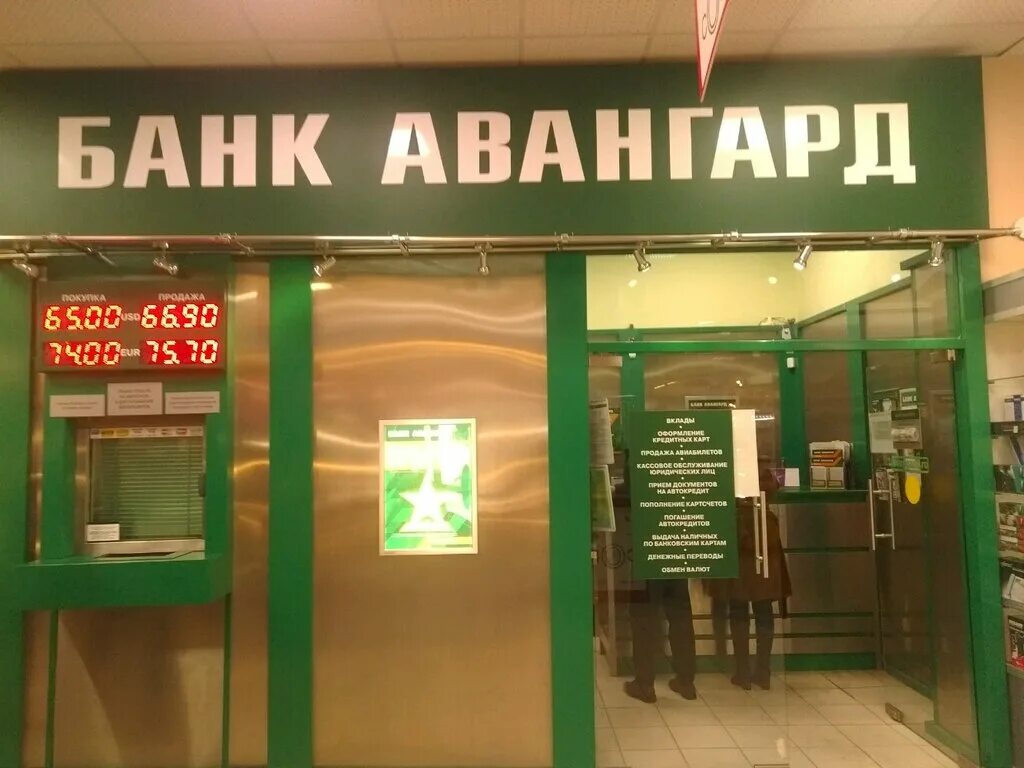 БАНК АВАНГАРД
ПОКУПКА ПРОДАЖА
65.00 USD 66.90
74.00 EUR 75.70
БАНК АВАНГАРД
ВКЛАДЫ
ОФОРМЛЕНИЕ
КРЕДИТНЫХ КАРТ
ПРОДАЖА АВИАБИЛЕТОВ
КАССОВОЕ ОБСЛУЖИВАНИЕ
ЮРИДИЧЕСКИХ ЛИЦ
ПРИЕМ ДОКУМЕНТОВ
НА АВТОКРЕДИТ
ПОПОЛНЕНИЕ КАРТСЧЕТОВ
ПОГАШЕНИЕ
АВТОКРЕДИТОВ
ВЫДАЧА НАЛИЧНЫХ
ПО БАНКОВСКИМ КАРТАМ
ДЕНЕЖНЫЕ ПЕРЕВОДЫ
ОБМЕН ВАЛЮТ